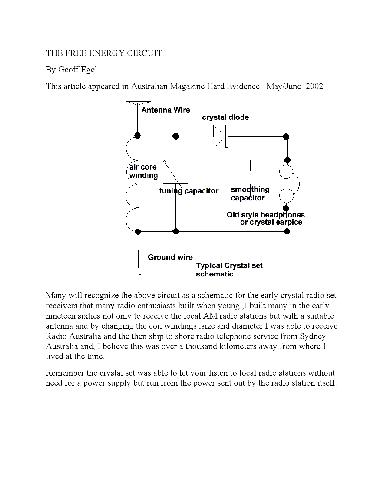 THE FREE ENERGY CIRCUIT
By Geoff Egel
This article appeared in Australian Magazine Hard Evidence May/June 2002
Antenna Wire
crystal diode
air core
winding
tuning capacitor
smoothing
capacitor
Old style headphones
or crystal earpice
Ground wire
Typical Crystal set
schematic
Many will recognize the above circuit as a schematic for the early crystal radio set
receivers that many radio enthusiasts built when young ,I built many in the early
nineteen sixties not only to receive the local AM radio stations but with a suitable
antenna and by changing the coil windings size and diameter I was able to receive
Radio Australia and the then ship to shore radio telephone service from Sydney
Australia and, I believe this was over a thousand kilometers away from where I
lived at the time.
Remember the crystal set was able to let your listen to local radio stations without
need for a power supply but run from the power sent out by the radio station itself.